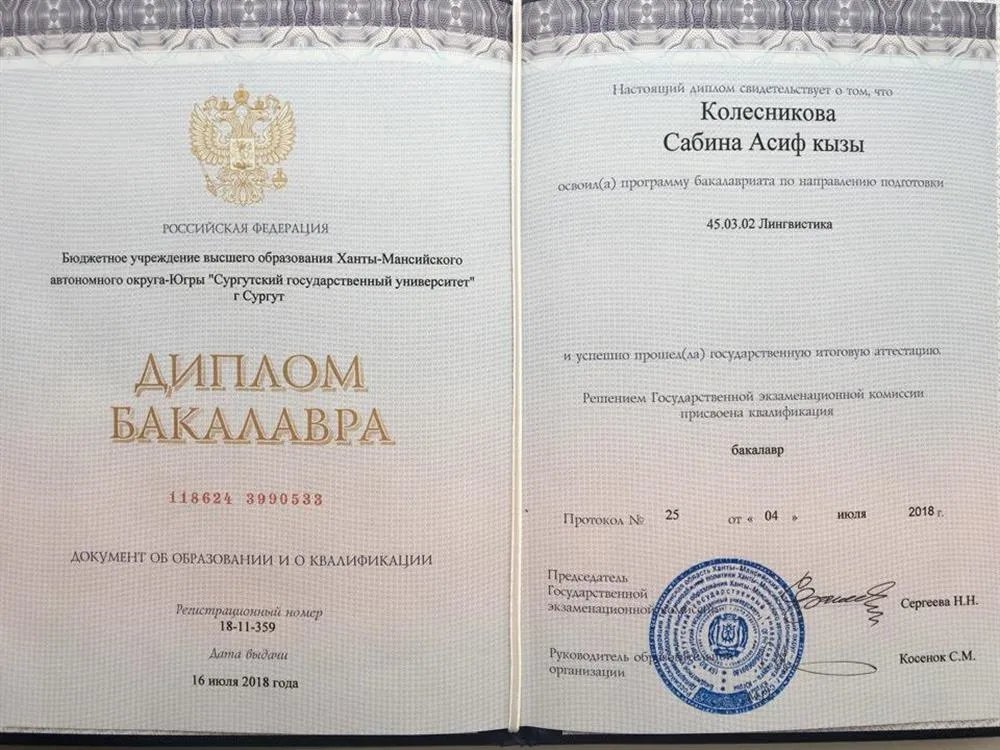 РОССИЙСКАЯ ФЕДЕРАЦИЯ
Бюджетное учреждение высшего образования Ханты-Мансийского
автономного округа-Югры "Сургутский государственный университет"
г Сургут
ДИПЛОМ
БАКАЛАВРА
118624 3990533
ДОКУМЕНТ ОБ ОБРАЗОВАНИИ И О КВАЛИФИКАЦИИ
Регистрационный номер
18-11-359
Дата выдачи
16 июля 2018 года
Настоящий диплом свидетельствует о том, что
Колесникова
Сабина Асиф кызы
освоил(а) программу бакалавриата по направлению подготовки
45.03.02 Лингвистика
и успешно прошел(ла) государственную итоговую аттестацию.
Решением Государственной экзаменационной комиссии
присвоена квалификация
бакалавр
Протокол № 25 от « 04 » июля 2018 г.
Председатель
Государственной
экзаменационной комиссии
Сергеева Н.Н.
Руководитель образовательной
организации
Косенок С.М.